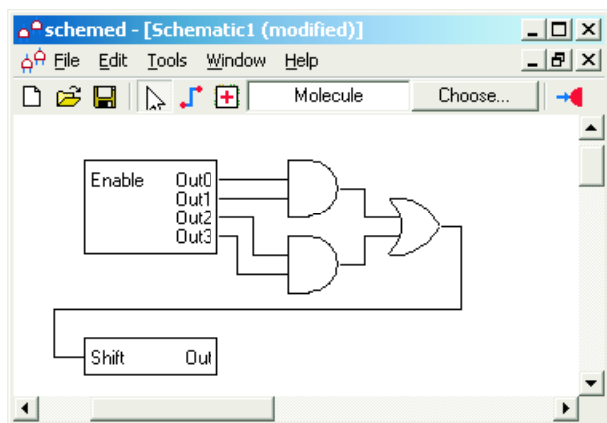 schemed - [Schematic1 (modified)]
File Edit Tools Window Help
Molecule Choose...
Enable Out0
Out1
Out2
Out3
Shift Out